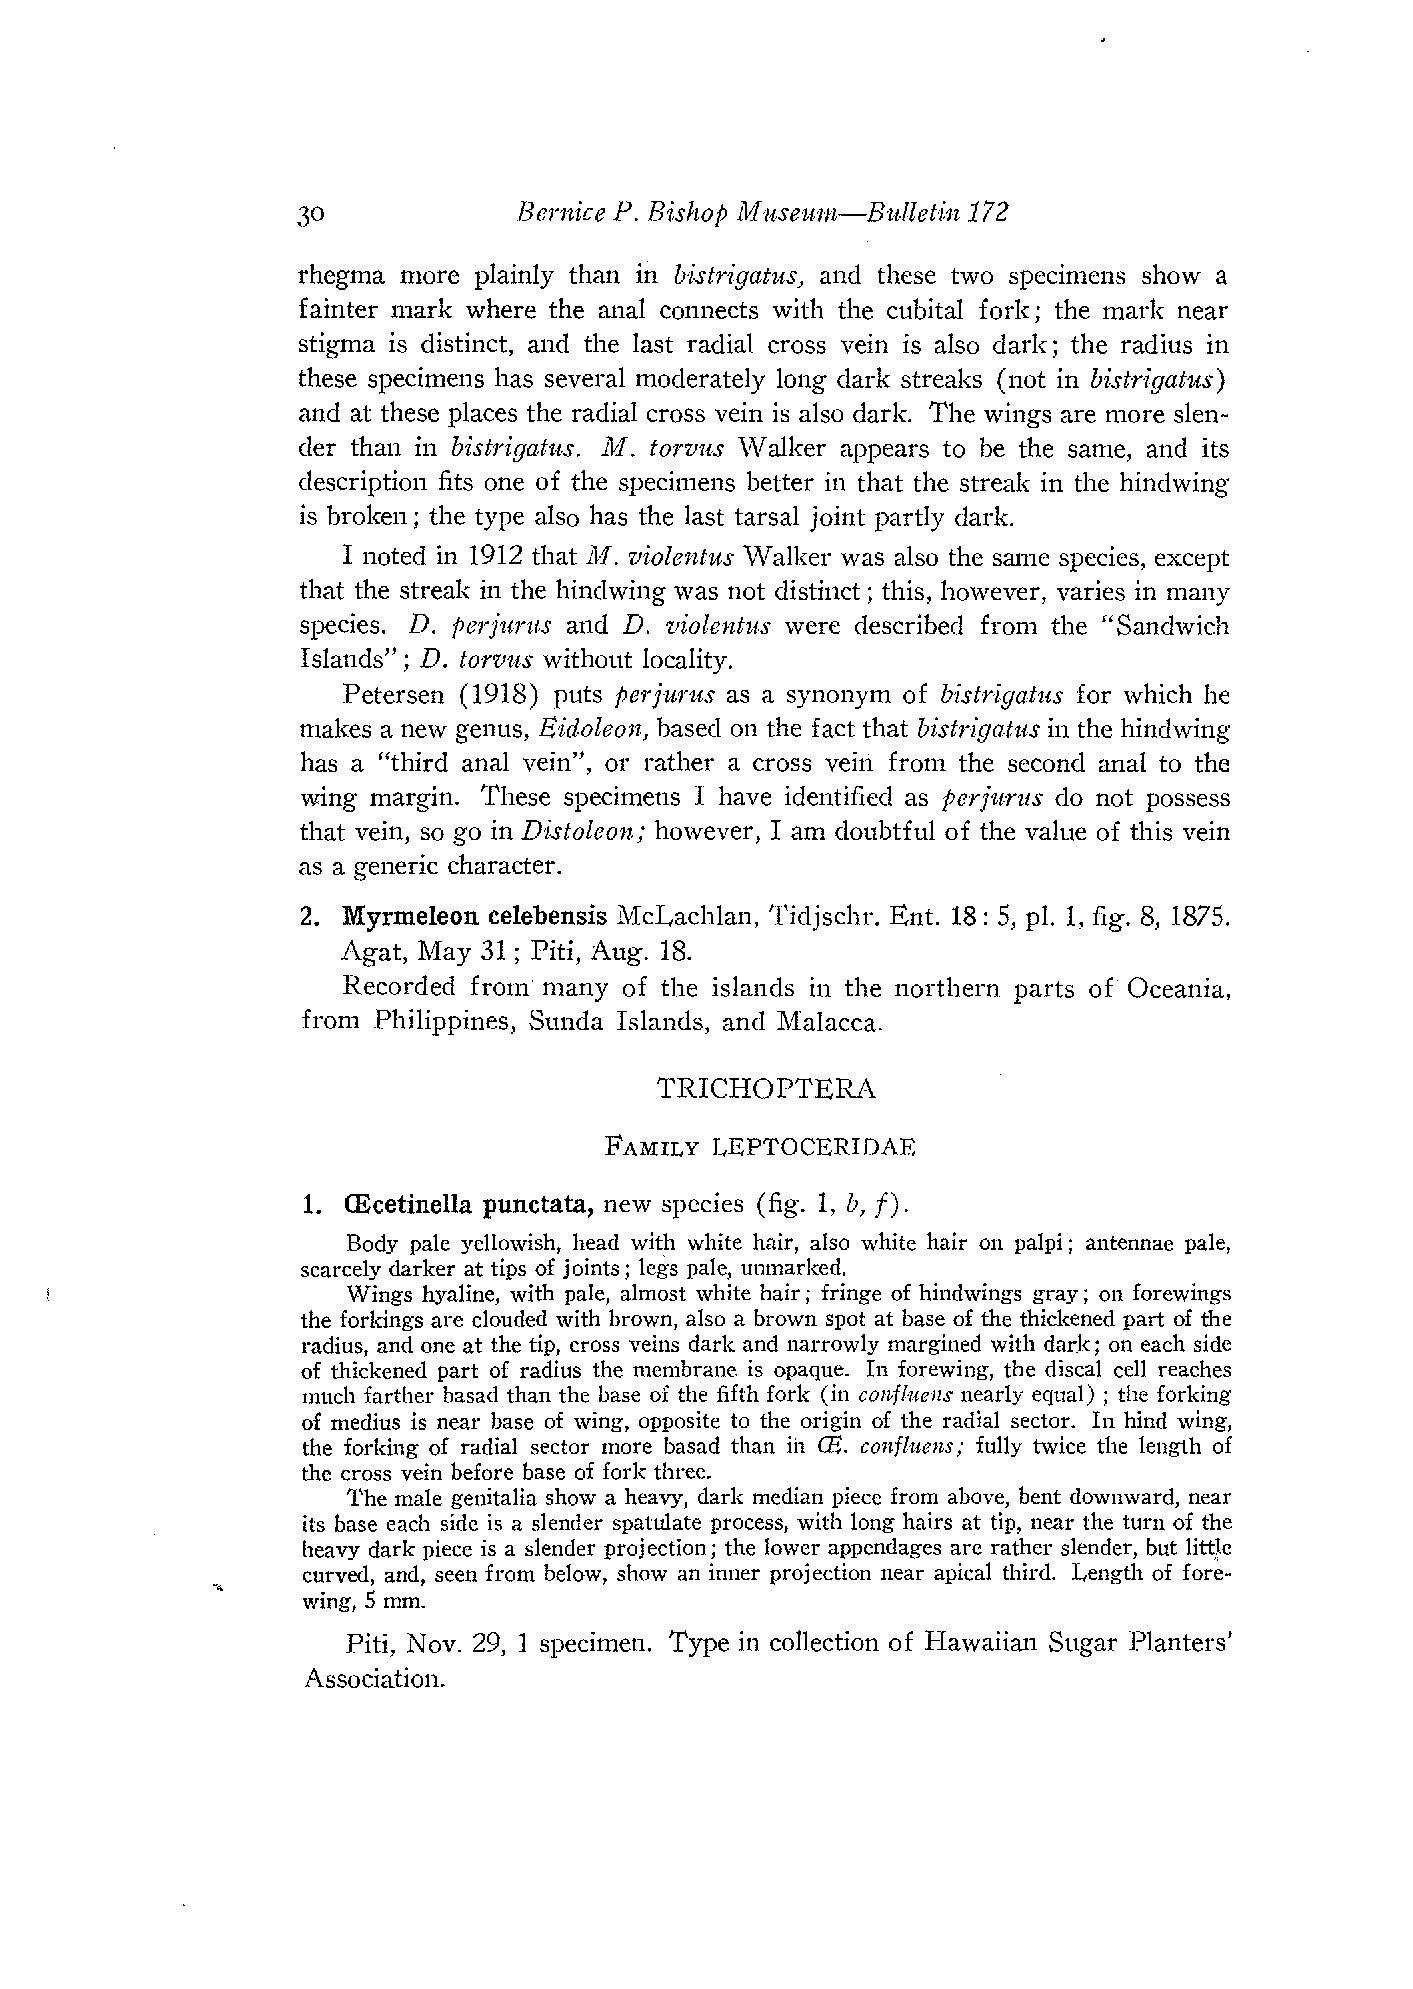 30 Bernice P. Bishop Museum—Bulletin 172
rhegma more plainly than in bistrigatus, and these two specimens show a
fainter mark where the anal connects with the cubital fork; the mark near
stigma is distinct, and the last radial cross vein is also dark; the radius in
these specimens has several moderately long dark streaks (not in bistrigatus)
and at these places the radial cross vein is also dark. The wings are more slen-
der than in bistrigatus. M. torvus Walker appears to be the same, and its
description fits one of the specimens better in that the streak in the hindwing
is broken; the type also has the last tarsal joint partly dark.
I noted in 1912 that M. violentus Walker was also the same species, except
that the streak in the hindwing was not distinct; this, however, varies in many
species. D. perjurus and D. violentus were described from the "Sandwich
Islands"; D. torvus without locality.
Petersen (1918) puts perjurus as a synonym of bistrigatus for which he
makes a new genus, Eidoleon, based on the fact that bistrigatus in the hindwing
has a "third anal vein", or rather a cross vein from the second anal to the
wing margin. These specimens I have identified as perjurus do not possess
that vein, so go in Distoleon; however, I am doubtful of the value of this vein
as a generic character.
2. Myrmeleon celebensis McLachlan, Tidjschr. Ent. 18: 5, pl. 1, fig. 8, 1875.
Agat, May 31; Piti, Aug. 18.
Recorded from many of the islands in the northern parts of Oceania,
from Philippines, Sunda Islands, and Malacca.
TRICHOPTERA
FAMILY LEPTOCERIDAE
1. Œcetinella punctata, new species (fig. 1, b, f).
Body pale yellowish, head with white hair, also white hair on palpi; antennae pale,
scarcely darker at tips of joints; legs pale, unmarked.
Wings hyaline, with pale, almost white hair; fringe of hindwings gray; on forewings
the forkings are clouded with brown, also a brown spot at base of the thickened part of the
radius, and one at the tip, cross veins dark and narrowly margined with dark; on each side
of thickened part of radius the membrane is opaque. In forewing, the discal cell reaches
much farther basad than the base of the fifth fork (in confluens nearly equal); the forking
of medius is near base of wing, opposite to the origin of the radial sector. In hind wing,
the forking of radial sector more basad than in Œ. confluens; fully twice the length of
the cross vein before base of fork three.
The male genitalia show a heavy, dark median piece from above, bent downward, near
its base each side is a slender spatulate process, with long hairs at tip, near the turn of the
heavy dark piece is a slender projection; the lower appendages are rather slender, but little
curved, and, seen from below, show an inner projection near apical third. Length of fore-
wing, 5 mm.
Piti, Nov. 29, 1 specimen. Type in collection of Hawaiian Sugar Planters'
Association.